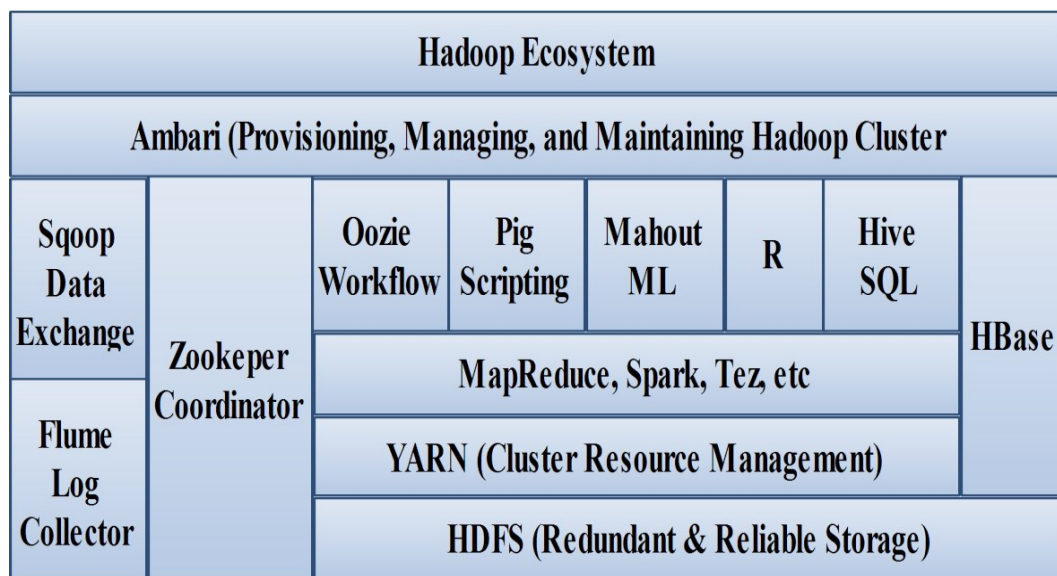 Hadoop Ecosystem
Ambari (Provisioning, Managing, and Maintaining Hadoop Cluster
Sqoop
Data
Exchange
Flume
Log
Collector
Zookeper
Coordinator
Oozie
Workflow
Pig
Scripting
Mahout
ML
R
Hive
SQL
HBase
MapReduce, Spark, Tez, etc
YARN (Cluster Resource Management)
HDFS (Redundant & Reliable Storage)